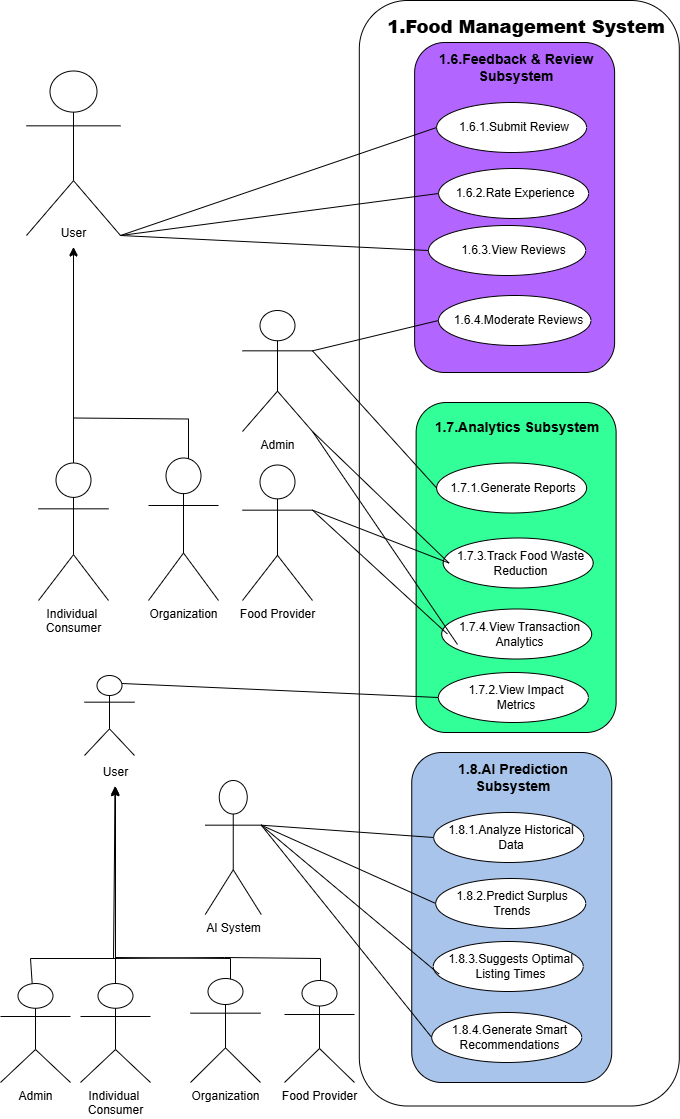 1.Food Management System
1.6.Feedback & Review
Subsystem
1.6.1.Submit Review
1.6.2.Rate Experience
User
1.6.3.View Reviews
1.6.4.Moderate Reviews
Admin
1.7.Analytics Subsystem
1.7.1.Generate Reports
1.7.3.Track Food Waste
Reduction
Individual
Consumer
Organization
Food Provider
1.7.4.View Transaction
Analytics
1.7.2.View Impact
Metrics
User
1.8.AI Prediction
Subsystem
1.8.1.Analyze Historical
Data
1.8.2.Predict Surplus
Trends
AI System
1.8.3.Suggests Optimal
Listing Times
1.8.4.Generate Smart
Recommendations
Admin
Individual
Consumer
Organization
Food Provider